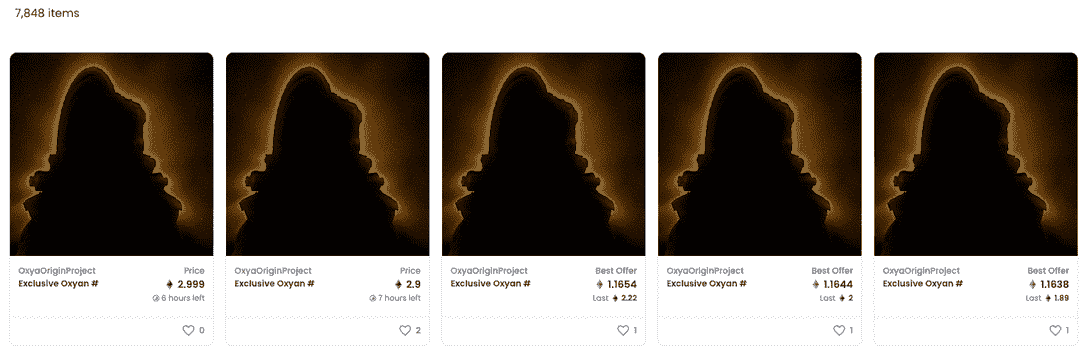 7,848 items
OxyaOriginProject Price
Exclusive Oxyan # 2.999
6 hours left
0
OxyaOriginProject Price
Exclusive Oxyan # 2.9
7 hours left
2
OxyaOriginProject Best Offer
Exclusive Oxyan # 1.1654
Last 2.22
1
OxyaOriginProject Best Offer
Exclusive Oxyan # 1.1644
Last 2
1
OxyaOriginProject Best Offer
Exclusive Oxyan # 1.1638
Last 1.89
1